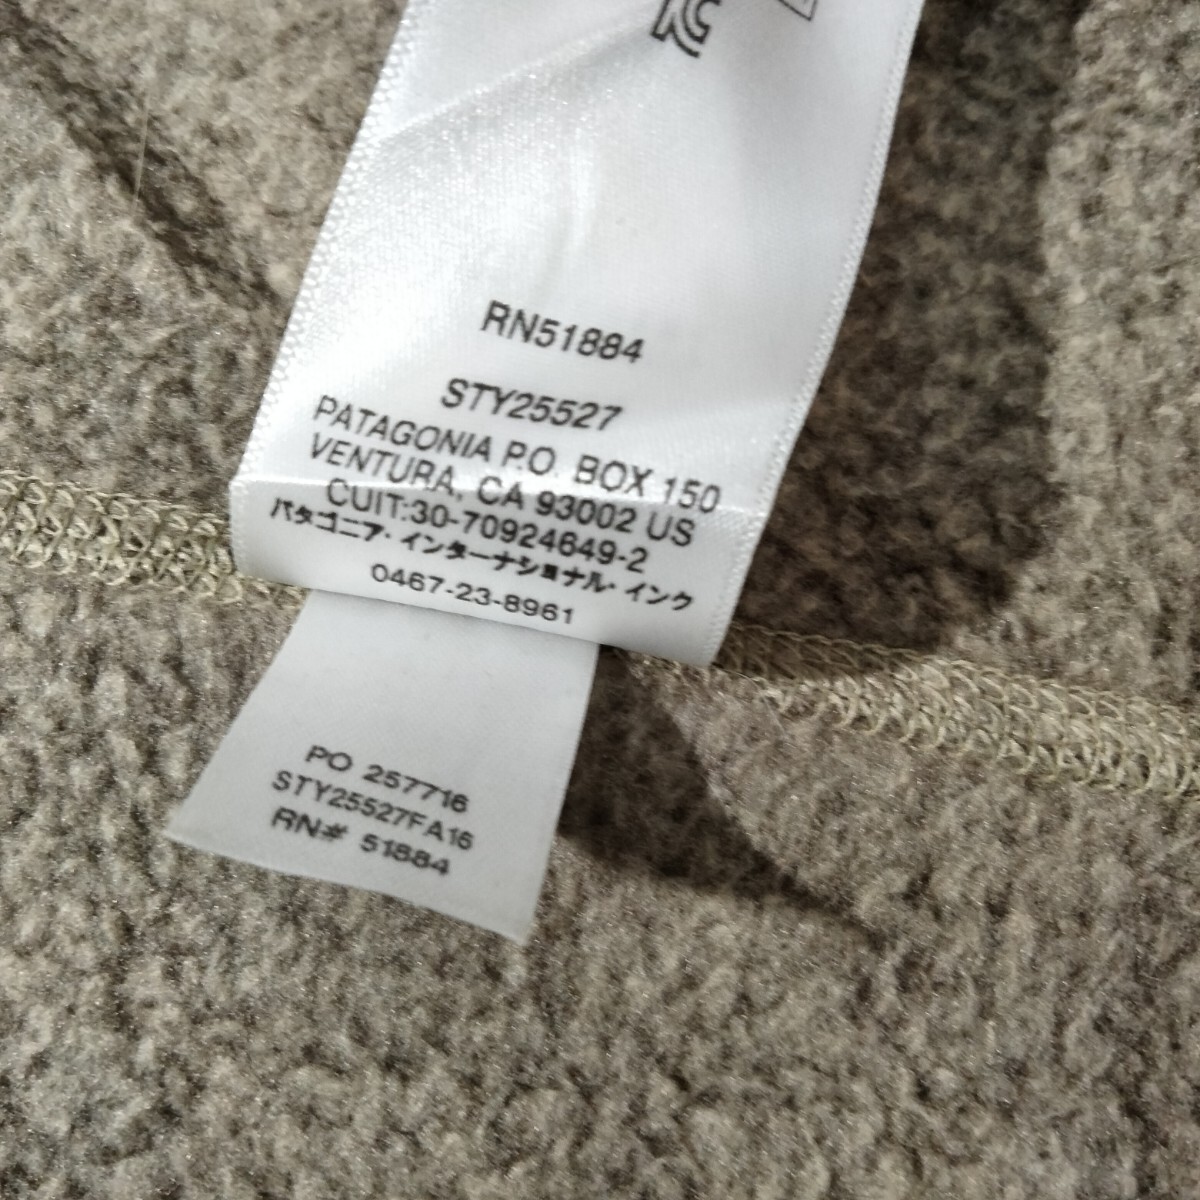 RN51884
STY25527
PATAGONIA P.O. BOX 150
VENTURA, CA 93002 US
CUIT:30-70924649-2
パタゴニア・インターナショナル・インク
0467-23-8961
PO 257716
STY25527FA16
RN# 51884